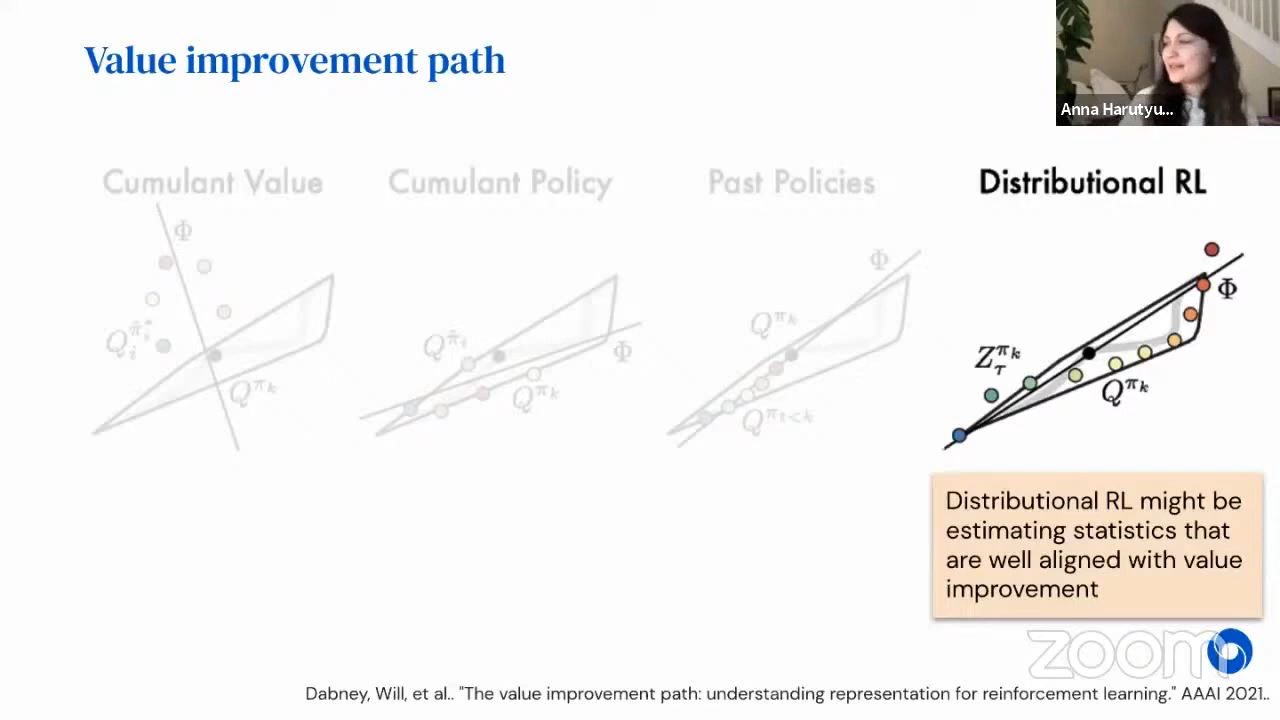 Value improvement path
Anna Harutyu...
Cumulant Value
Cumulant Policy
Past Policies
Distributional RL
Φ
Q_i^{π̃_i^*}
Q^{π_k}
Q^{π̃_i}
Φ
Q^{π_k}
Φ
Q^{π_k}
Q^{π_{i<k}}
Φ
Z_τ^{π_k}
Q^{π_k}
Distributional RL might be
estimating statistics that
are well aligned with value
improvement
zoom
Dabney, Will, et al.. "The value improvement path: understanding representation for reinforcement learning." AAAI 2021..